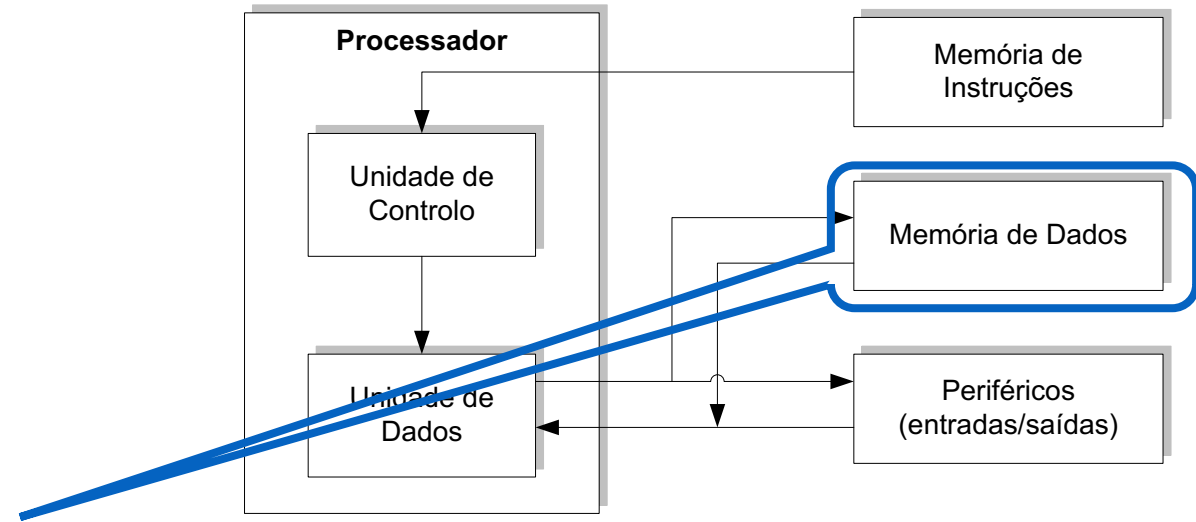 Processador
Memória de
Instruções
Unidade de
Controlo
Memória de Dados
Unidade de
Dados
Periféricos
(entradas/saídas)